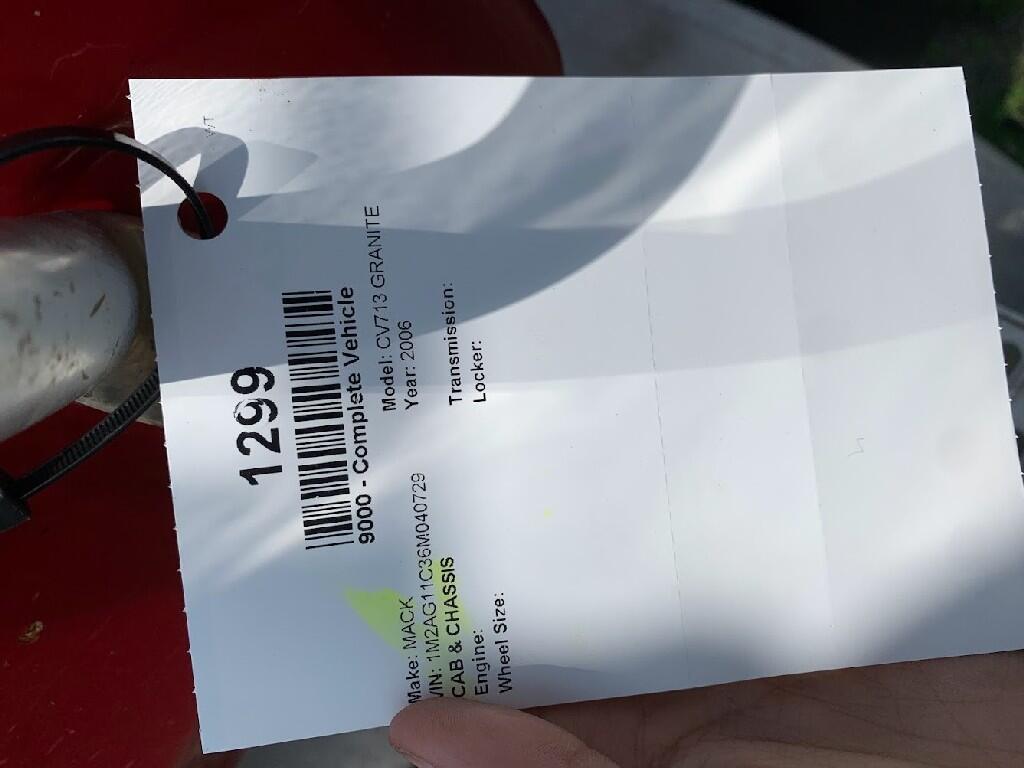 1299
9000 - Complete Vehicle
Make: MACK Model: CV713 GRANITE
VIN: 1M2AG11C36M040729 Year: 2006
CAB & CHASSIS
Engine: Transmission:
Wheel Size: Locker: